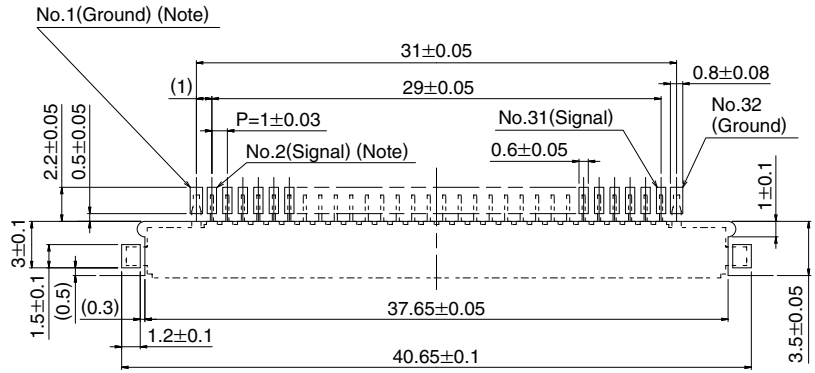 No.1(Ground) (Note)
31±0.05
0.8±0.08
(1)
29±0.05
No.32
(Ground)
P=1±0.03
No.31(Signal)
2.2±0.05
0.5±0.05
No.2(Signal) (Note)
0.6±0.05
1±0.1
3±0.1
1.5±0.1
(0.5)
(0.3)
37.65±0.05
1.2±0.1
3.5±0.05
40.65±0.1